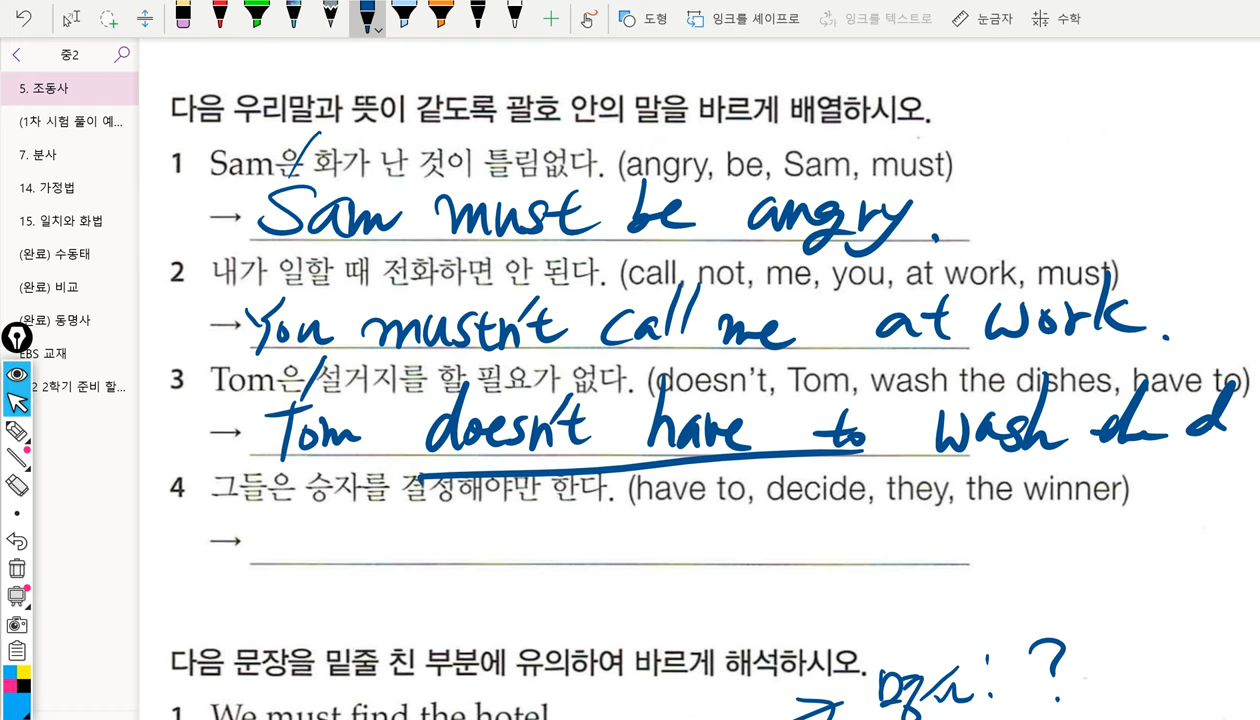 도형 잉크를 셰이프로 잉크를 텍스트로 눈금자 수학
중2
5. 조동사
(1차 시험 풀이 예...
7. 분사
14. 가정법
15. 일치와 화법
(완료) 수동태
(완료) 비교
(완료) 동명사
EBS 교재
2 2학기 준비 할...
다음 우리말과 뜻이 같도록 괄호 안의 말을 바르게 배열하시오.
1 Sam은 화가 난 것이 틀림없다. (angry, be, Sam, must)
→ Sam must be angry.
2 내가 일할 때 전화하면 안 된다. (call, not, me, you, at work, must)
→ You mustn't call me at work.
3 Tom은 설거지를 할 필요가 없다. (doesn't, Tom, wash the dishes, have to)
→ Tom doesn't have to wash
4 그들은 승자를 결정해야만 한다. (have to, decide, they, the winner)
→
다음 문장을 밑줄 친 부분에 유의하여 바르게 해석하시오.
?
1 We must find the hotel